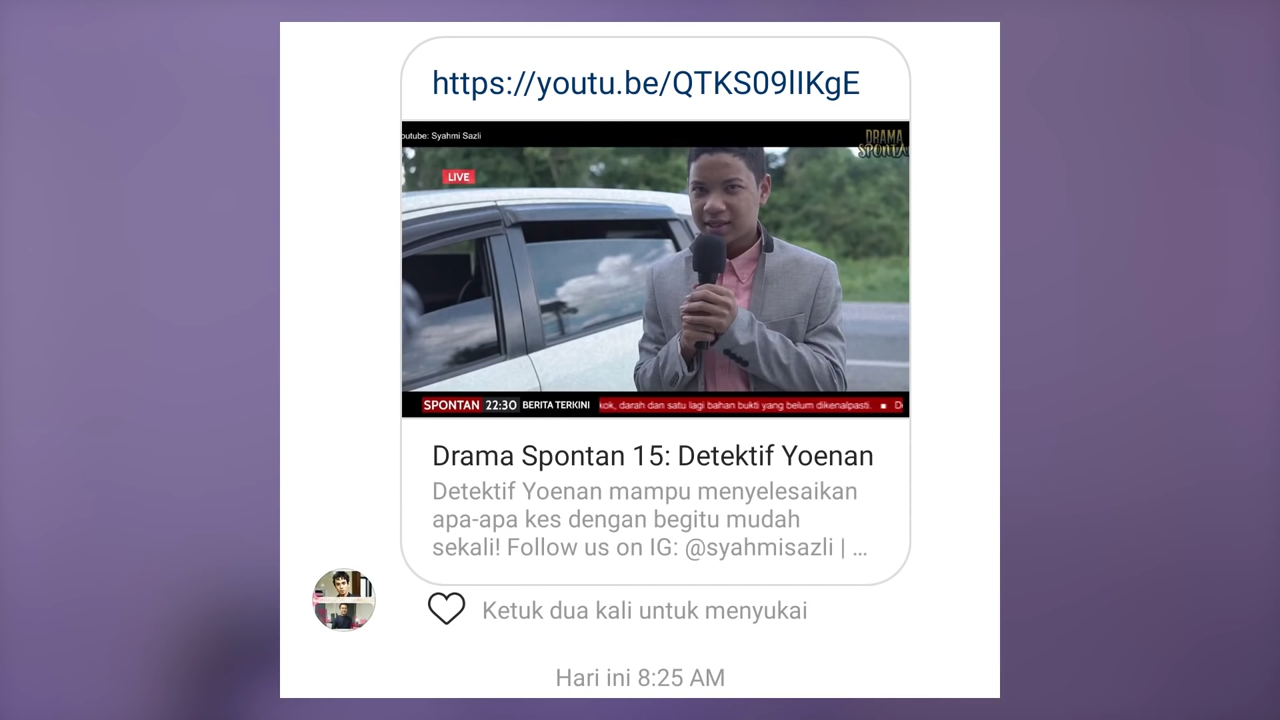 https://youtu.be/QTKS09lIKgE
outube: Syahmi Sazli
DRAMA
SPONTA
LIVE
SPONTAN 22:30 BERITA TERKINI kok, darah dan satu lagi bahan bukti yang belum dikenalpasti. ■ De
Drama Spontan 15: Detektif Yoenan
Detektif Yoenan mampu menyelesaikan
apa-apa kes dengan begitu mudah
sekali! Follow us on IG: @syahmisazli | ...
Ketuk dua kali untuk menyukai
Hari ini 8:25 AM